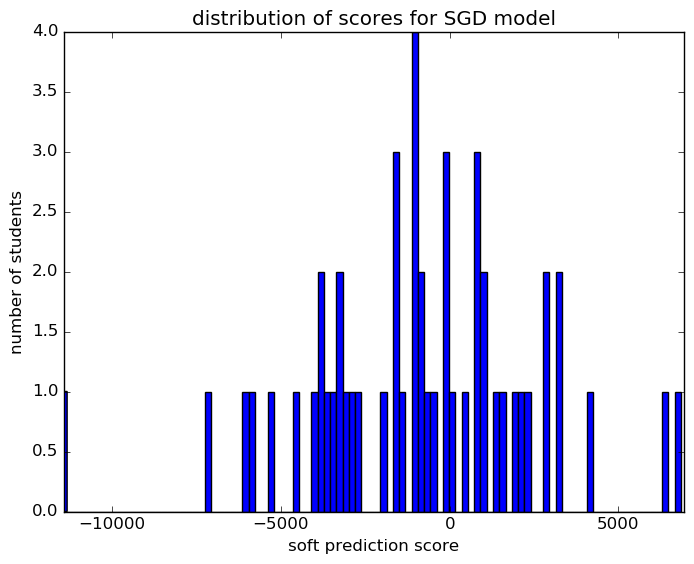 distribution of scores for SGD model
4.0
3.5
3.0
2.5
2.0
1.5
1.0
0.5
0.0
number of students
−10000 −5000 0 5000
soft prediction score